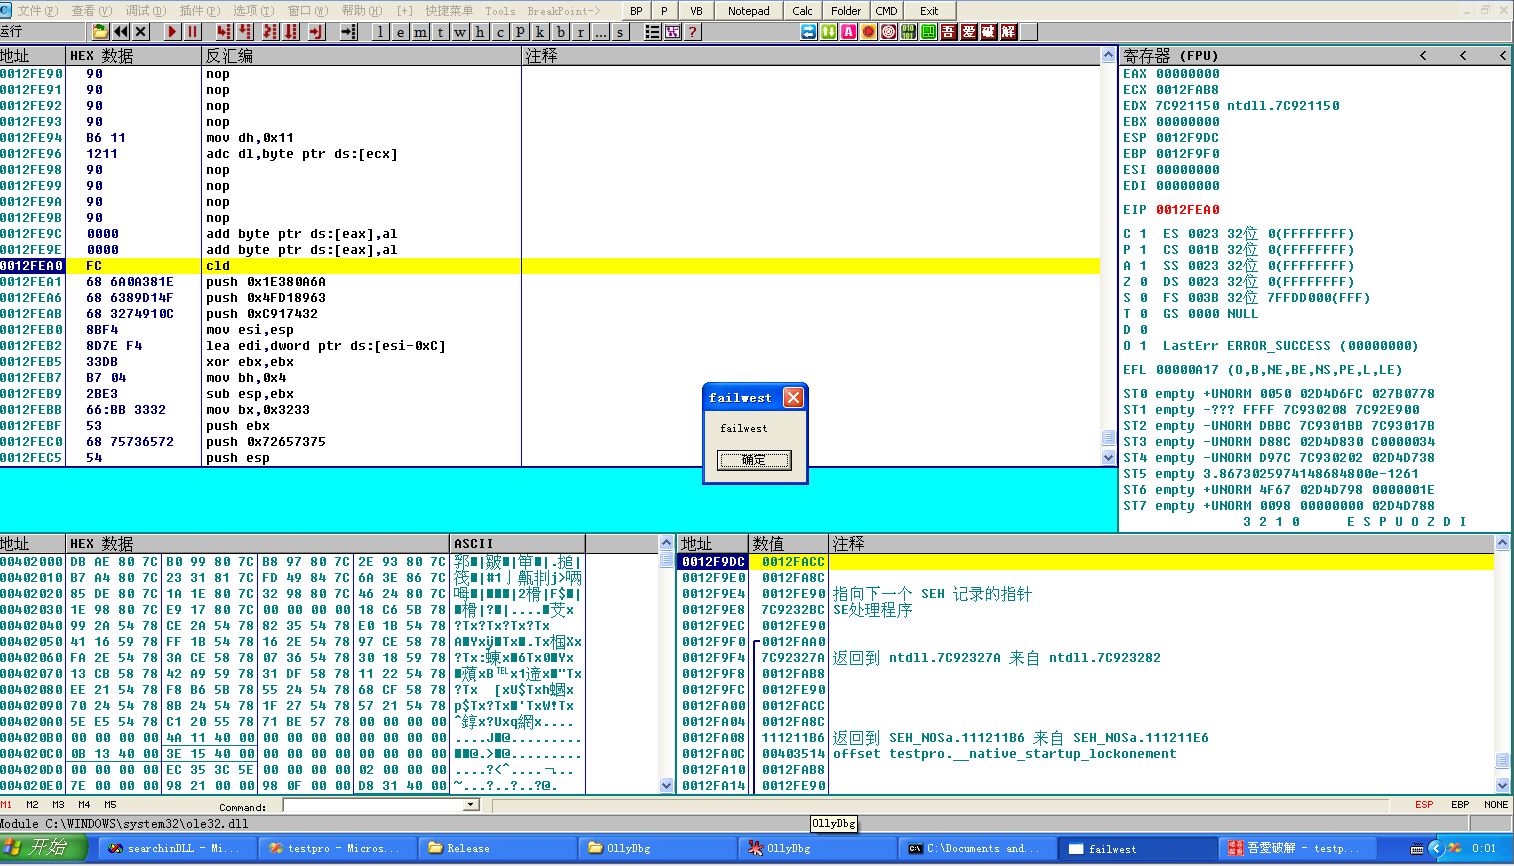 文件(F) 查看(V) 调试(D) 插件(P) 选项(T) 窗口(W) 帮助(H) [+] 快捷菜单 Tools BreakPoint-> BP P VB Notepad Calc Folder CMD Exit
运行 l e m t w h c p k b r ... s ? 吾 爱 破 解
地址 HEX 数据 反汇编 注释
0012FE90 90 nop
0012FE91 90 nop
0012FE92 90 nop
0012FE93 90 nop
0012FE94 B6 11 mov dh,0x11
0012FE96 1211 adc dl,byte ptr ds:[ecx]
0012FE98 90 nop
0012FE99 90 nop
0012FE9A 90 nop
0012FE9B 90 nop
0012FE9C 0000 add byte ptr ds:[eax],al
0012FE9E 0000 add byte ptr ds:[eax],al
0012FEA0 FC cld
0012FEA1 68 6A0A381E push 0x1E380A6A
0012FEA6 68 6389D14F push 0x4FD18963
0012FEAB 68 3274910C push 0xC917432
0012FEB0 8BF4 mov esi,esp
0012FEB2 8D7E F4 lea edi,dword ptr ds:[esi-0xC]
0012FEB5 33DB xor ebx,ebx
0012FEB7 B7 04 mov bh,0x4
0012FEB9 2BE3 sub esp,ebx
0012FEBB 66:BB 3332 mov bx,0x3233
0012FEBF 53 push ebx
0012FEC0 68 75736572 push 0x72657375
0012FEC5 54 push esp
寄存器 (FPU) < < <
EAX 00000000
ECX 0012FAB8
EDX 7C921150 ntdll.7C921150
EBX 00000000
ESP 0012F9DC
EBP 0012F9F0
ESI 00000000
EDI 00000000
EIP 0012FEA0
C 1 ES 0023 32位 0(FFFFFFFF)
P 1 CS 001B 32位 0(FFFFFFFF)
A 1 SS 0023 32位 0(FFFFFFFF)
Z 0 DS 0023 32位 0(FFFFFFFF)
S 0 FS 003B 32位 7FFDD000(FFF)
T 0 GS 0000 NULL
D 0
O 1 LastErr ERROR_SUCCESS (00000000)
EFL 00000A17 (O,B,NE,BE,NS,PE,L,LE)
ST0 empty +UNORM 0050 02D4D6FC 027B0778
ST1 empty -??? FFFF 7C930208 7C92E900
ST2 empty -UNORM DBBC 7C9301BB 7C93017B
ST3 empty -UNORM D88C 02D4D830 C0000034
ST4 empty -UNORM D97C 7C930202 02D4D738
ST5 empty 3.8673025974148684800e-1261
ST6 empty +UNORM 4F67 02D4D798 0000001E
ST7 empty +UNORM 0098 00000000 02D4D788
3 2 1 0 E S P U O Z D I
failwest
failwest
确定
地址 HEX 数据 ASCII
00402000 DB AE 80 7C B0 99 80 7C B8 97 80 7C 2E 93 80 7C
00402010 B7 A4 80 7C 23 31 81 7C FD 49 84 7C 6A 3E 86 7C
00402020 85 DE 80 7C 1A 1E 80 7C 32 98 80 7C 46 24 80 7C
00402030 1E 98 80 7C E9 17 80 7C 00 00 00 00 18 C6 5B 78
00402040 99 2A 54 78 CE 2A 54 78 82 35 54 78 E0 1B 54 78 ?Tx?Tx?Tx?Tx
00402050 41 16 59 78 FF 1B 54 78 16 2E 54 78 97 CE 58 78
00402060 FA 2E 54 78 3A CE 58 78 07 36 54 78 30 18 59 78
00402070 13 CB 58 78 42 A9 59 78 31 DF 58 78 11 22 54 78
00402080 EE 21 54 78 F8 B6 5B 78 55 24 54 78 68 CF 58 78
00402090 70 24 54 78 8B 24 54 78 1F 27 54 78 57 21 54 78
004020A0 5E E5 54 78 C1 20 55 78 71 BE 57 78 00 00 00 00
004020B0 00 00 00 00 4A 11 40 00 00 00 00 00 00 00 00 00
004020C0 0B 13 40 00 3E 15 40 00 00 00 00 00 00 00 00 00
004020D0 00 00 00 00 EC 35 3C 5E 00 00 00 00 02 00 00 00
004020E0 7E 00 00 00 98 21 00 00 98 0F 00 00 D8 31 40 00 ~...?..?..?@.
地址 数值 注释
0012F9DC 0012FACC
0012F9E0 0012FA8C
0012F9E4 0012FE90 指向下一个 SEH 记录的指针
0012F9E8 7C9232BC SE处理程序
0012F9EC 0012FE90
0012F9F0 0012FAA0
0012F9F4 7C92327A 返回到 ntdll.7C92327A 来自 ntdll.7C923282
0012F9F8 0012FAB8
0012F9FC 0012FE90
0012FA00 0012FACC
0012FA04 0012FA8C
0012FA08 111211B6 返回到 SEH_NOSa.111211B6 来自 SEH_NOSa.111211E6
0012FA0C 00403514 offset testpro.__native_startup_lockonement
0012FA10 0012FAB8
0012FA14 0012FE90
M1 M2 M3 M4 M5 Command: ESP EBP NONE
Module C:\WINDOWS\system32\ole32.dll
OllyDbg
开始 searchinDLL - Mi... testpro - Micros... Release OllyDbg OllyDbg C:\Documents and... failwest 吾爱破解 - testp... 0:01